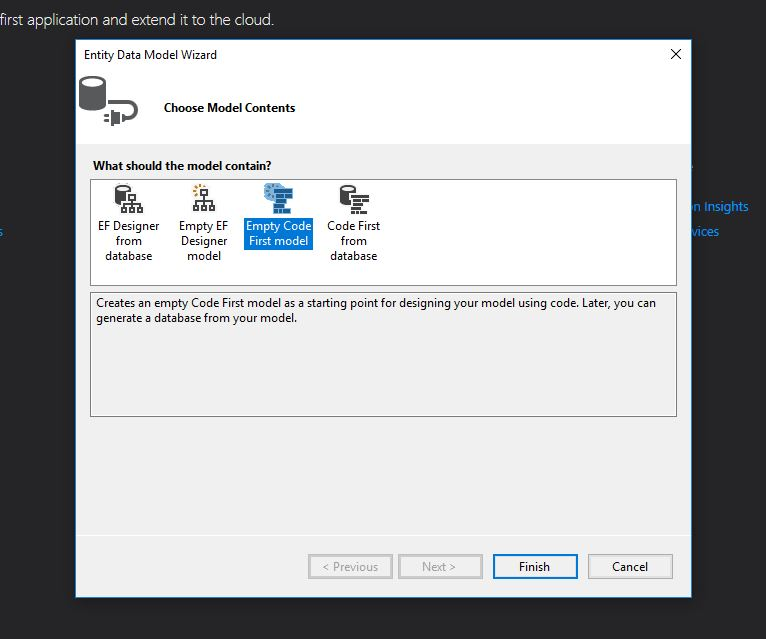 first application and extend it to the cloud.
Entity Data Model Wizard
Choose Model Contents
What should the model contain?
EF Designer
from
database
Empty EF
Designer
model
Empty Code
First model
Code First
from
database
Insights
Creates an empty Code First model as a starting point for designing your model using code. Later, you can
generate a database from your model.
< Previous
Next >
Finish
Cancel